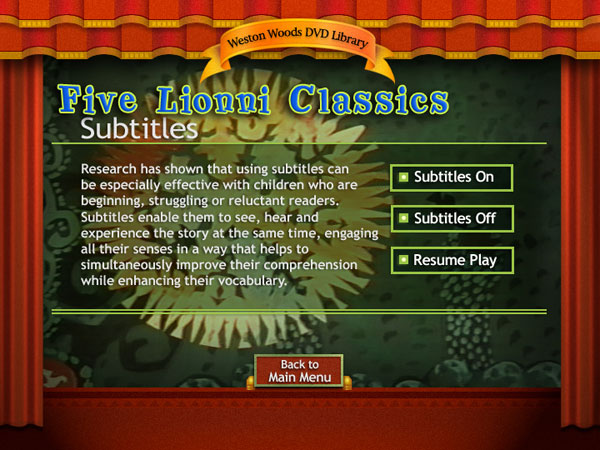 Weston Woods DVD Library
Five Lionni Classics
Subtitles
Research has shown that using subtitles can
be especially effective with children who are
beginning, struggling or reluctant readers.
Subtitles enable them to see, hear and
experience the story at the same time, engaging
all their senses in a way that helps to
simultaneously improve their comprehension
while enhancing their vocabulary.
Subtitles On
Subtitles Off
Resume Play
Back to
Main Menu